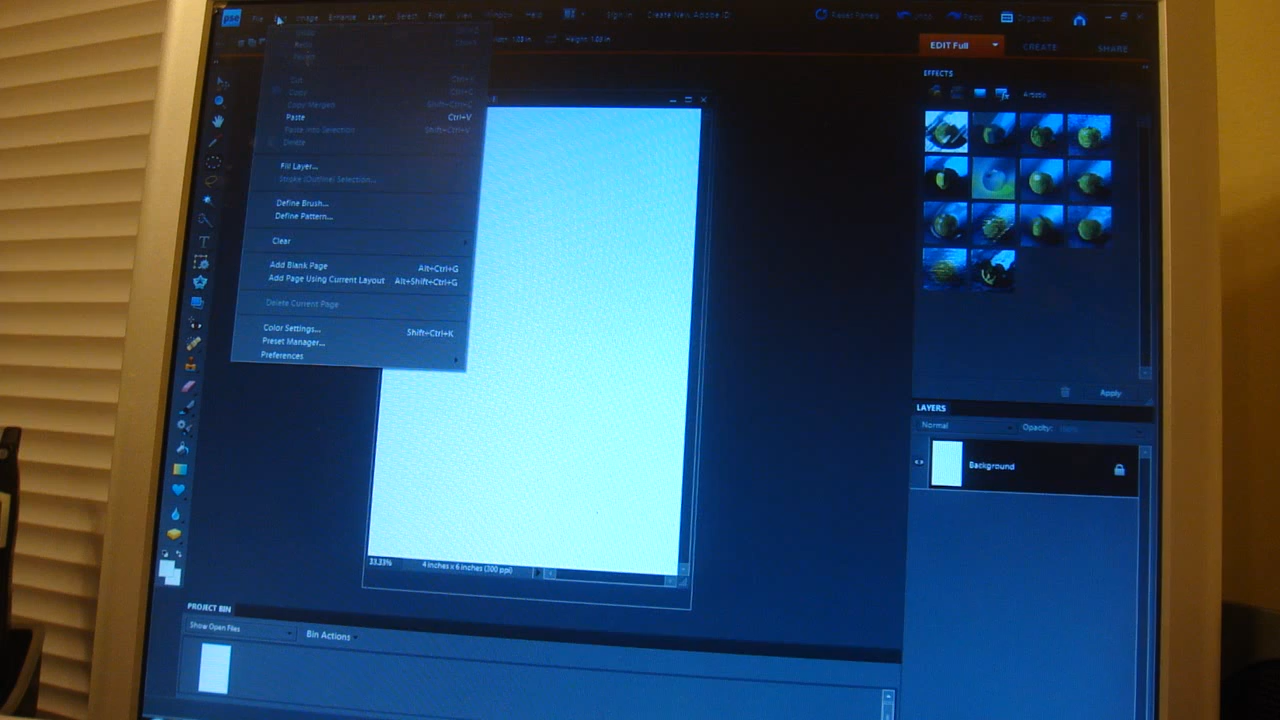 pse File Image Enhance Layer Select Filter View Window Help Sign In Create New Adobe ID Reset Panels Undo Redo Organizer
Height:
EDIT Full CREATE SHARE
Undo
Redo
Revert
Cut
Copy Ctrl+C
Copy Merged Shift+Ctrl+C
Paste Ctrl+V
Paste Into Selection Shift+Ctrl+V
Delete
Fill Layer...
Stroke (Outline) Selection...
Define Brush...
Define Pattern...
Clear
Add Blank Page Alt+Ctrl+G
Add Page Using Current Layout Alt+Shift+Ctrl+G
Delete Current Page
Color Settings... Shift+Ctrl+K
Preset Manager...
Preferences
EFFECTS
Artistic
Apply
LAYERS
Normal Opacity: 100%
Background
T
33.33% 4 inches x 6 inches (300 ppi)
PROJECT BIN
Show Open Files Bin Actions